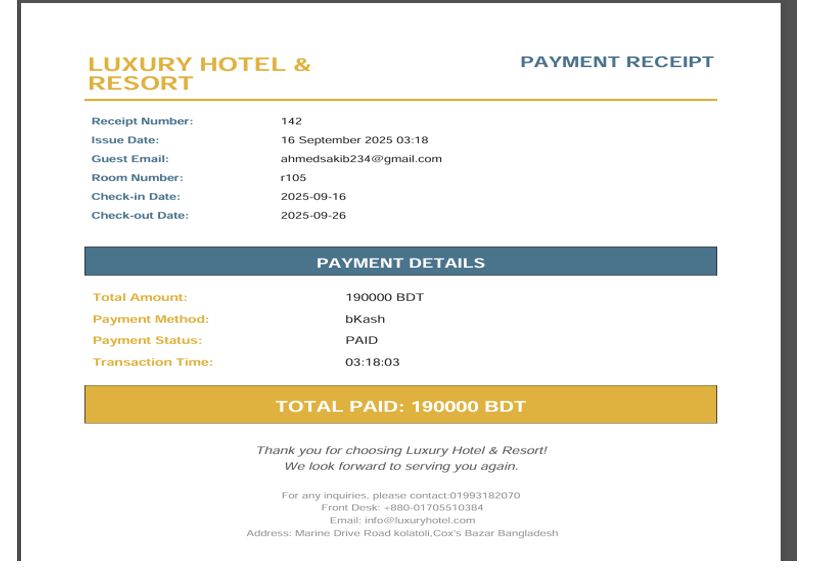 LUXURY HOTEL &
RESORT
PAYMENT RECEIPT
Receipt Number: 142
Issue Date: 16 September 2025 03:18
Guest Email: ahmedsakib234@gmail.com
Room Number: r105
Check-in Date: 2025-09-16
Check-out Date: 2025-09-26
PAYMENT DETAILS
Total Amount: 190000 BDT
Payment Method: bKash
Payment Status: PAID
Transaction Time: 03:18:03
TOTAL PAID: 190000 BDT
Thank you for choosing Luxury Hotel & Resort!
We look forward to serving you again.
For any inquiries, please contact:01993182070
Front Desk: +880-01705510384
Email: info@luxuryhotel.com
Address: Marine Drive Road kolatoli,Cox's Bazar Bangladesh